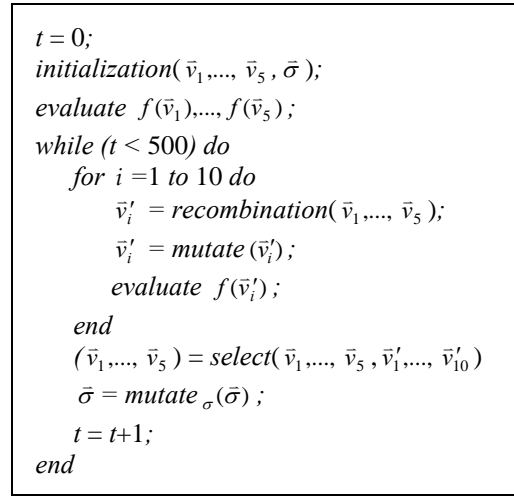 t = 0;
initialization( v̄₁,..., v̄₅ , σ̄ );
evaluate f(v̄₁),..., f(v̄₅) ;
while (t < 500) do
for i =1 to 10 do
v̄′ᵢ = recombination( v̄₁,..., v̄₅ );
v̄′ᵢ = mutate (v̄′ᵢ) ;
evaluate f(v̄′ᵢ) ;
end
(v̄₁,..., v̄₅ ) = select( v̄₁,..., v̄₅ , v̄′₁,..., v̄′₁₀ )
σ̄ = mutate σ(σ̄) ;
t = t+1;
end